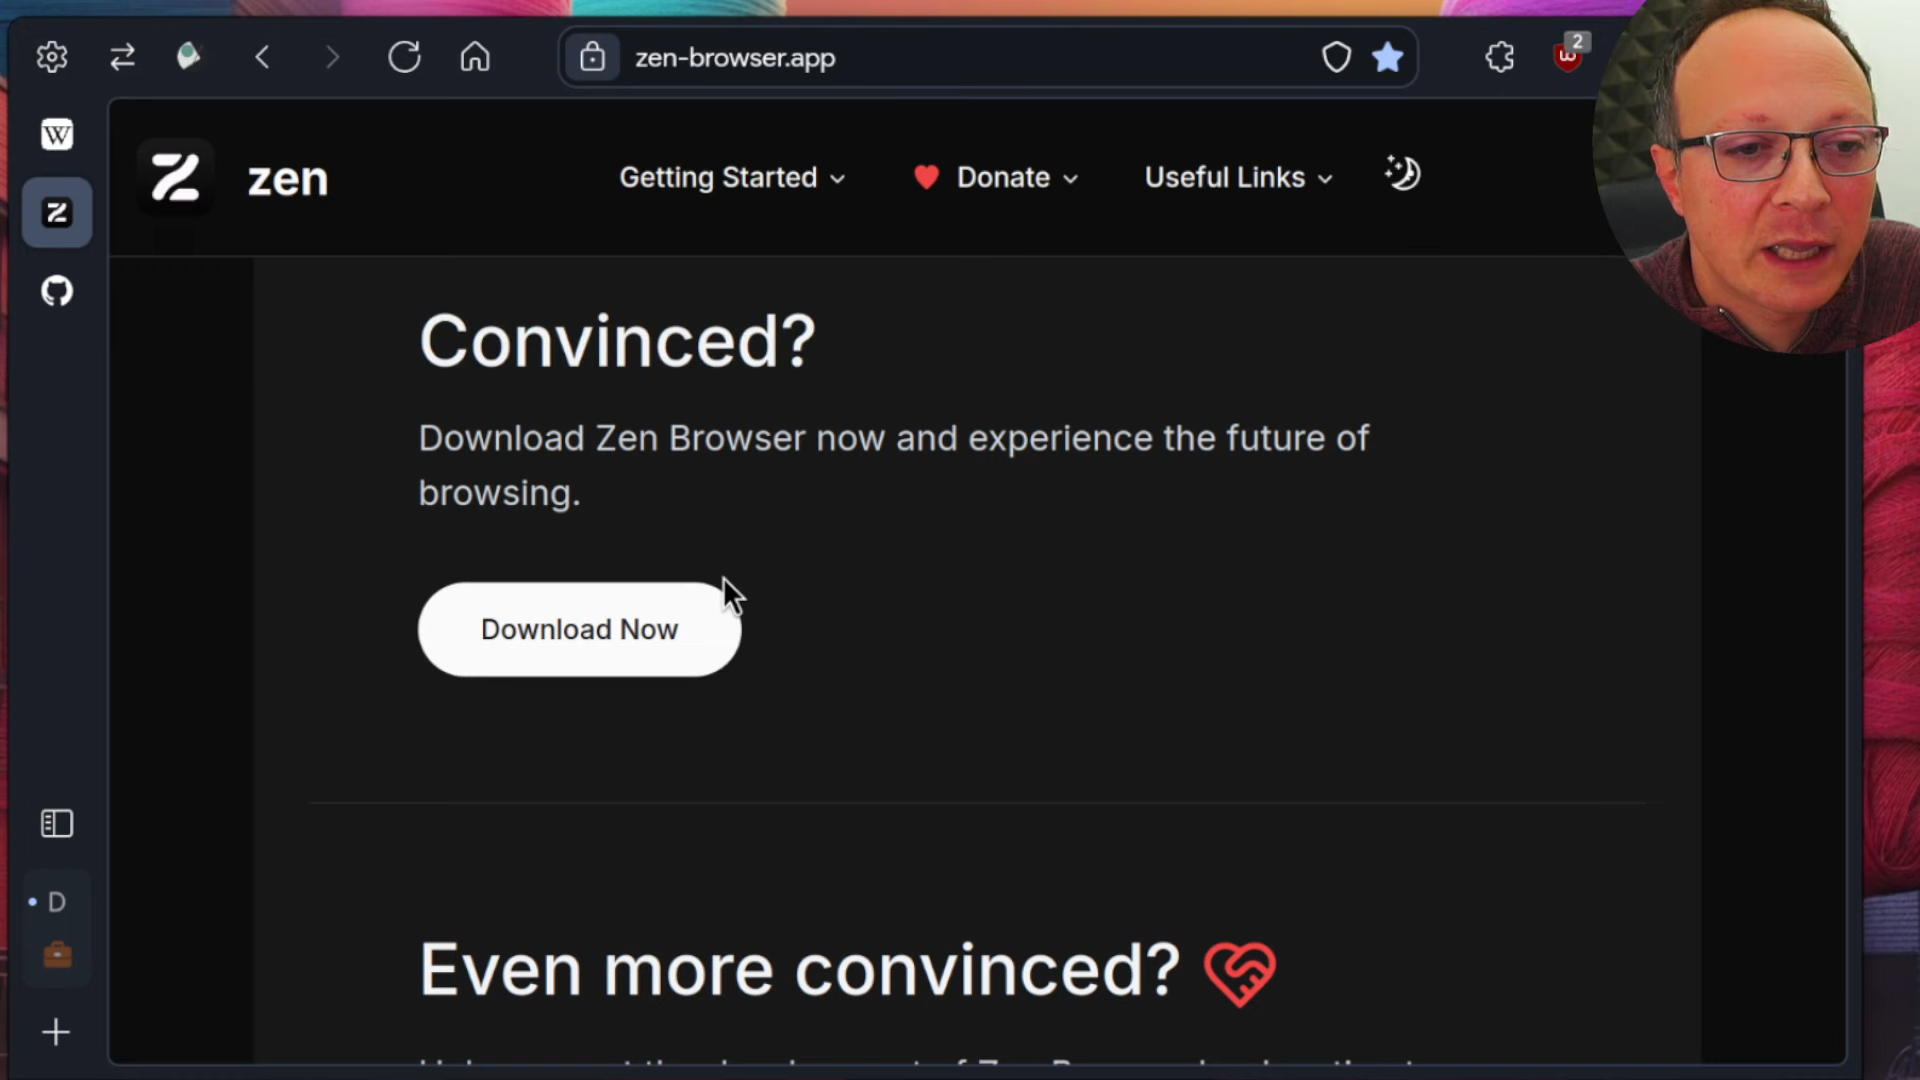 zen-browser.app
2
W
zen
Getting Started
Donate
Useful Links
Convinced?
Download Zen Browser now and experience the future of
browsing.
Download Now
D
Even more convinced?